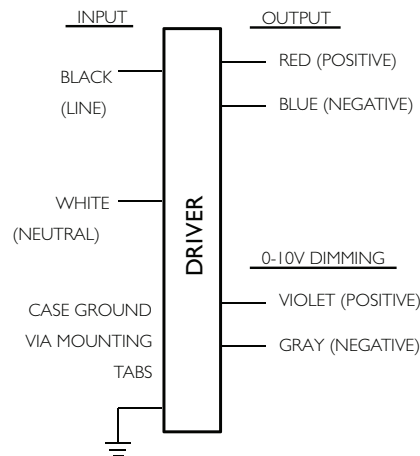 INPUT
BLACK
(LINE)
WHITE
(NEUTRAL)
CASE GROUND
VIA MOUNTING
TABS
DRIVER
OUTPUT
RED (POSITIVE)
BLUE (NEGATIVE)
0-10V DIMMING
VIOLET (POSITIVE)
GRAY (NEGATIVE)